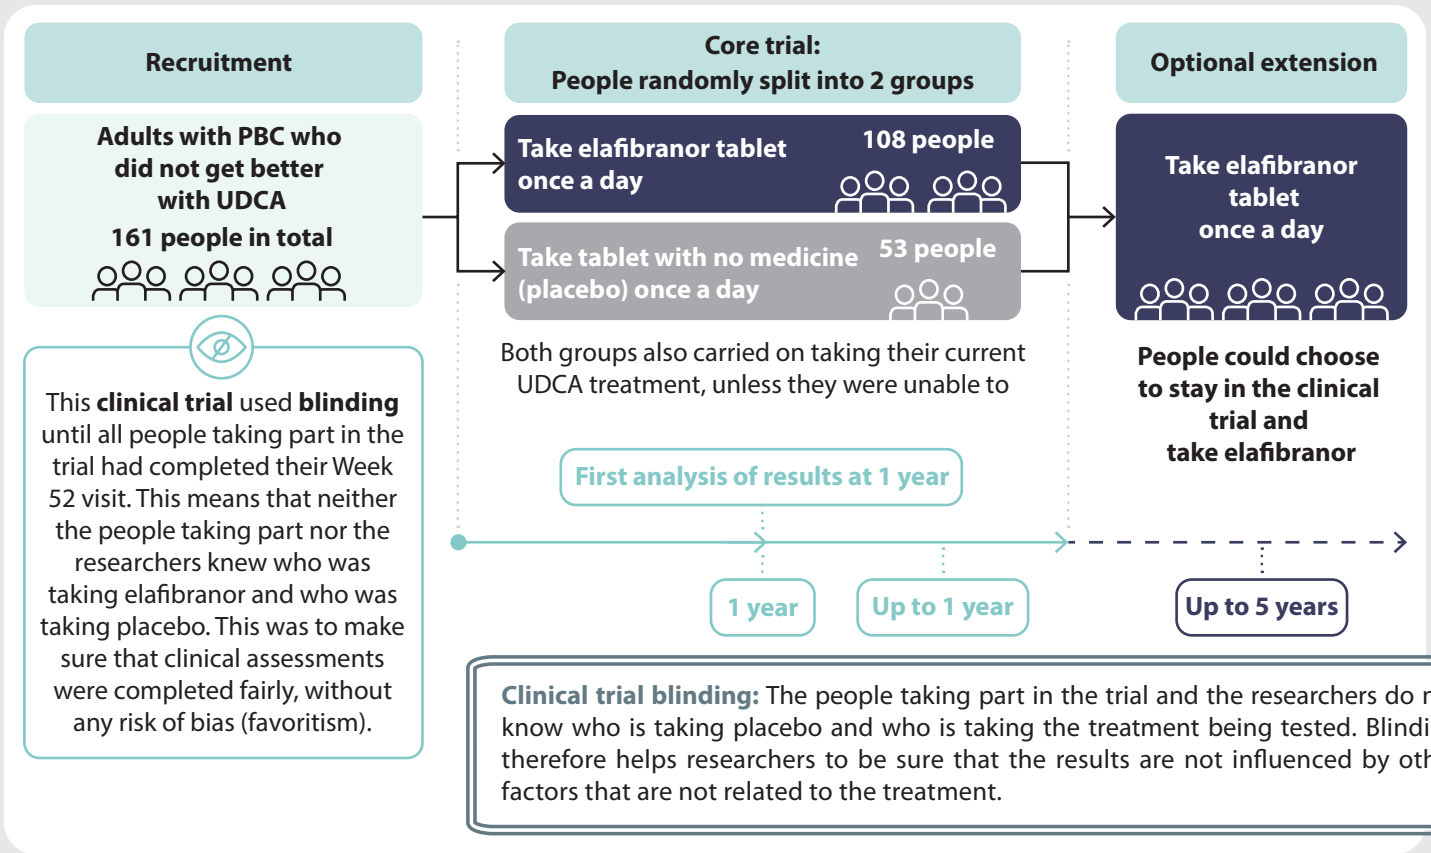 Recruitment
Adults with PBC who
did not get better
with UDCA
161 people in total
This clinical trial used blinding
until all people taking part in the
trial had completed their Week
52 visit. This means that neither
the people taking part nor the
researchers knew who was
taking elafibranor and who was
taking placebo. This was to make
sure that clinical assessments
were completed fairly, without
any risk of bias (favoritism).
Core trial:
People randomly split into 2 groups
Take elafibranor tablet
once a day
108 people
Take tablet with no medicine
(placebo) once a day
53 people
Both groups also carried on taking their current
UDCA treatment, unless they were unable to
Optional extension
Take elafibranor
tablet
once a day
People could choose
to stay in the clinical
trial and
take elafibranor
First analysis of results at 1 year
1 year
Up to 1 year
Up to 5 years
Clinical trial blinding: The people taking part in the trial and the researchers do
know who is taking placebo and who is taking the treatment being tested.
therefore helps researchers to be sure that the results are not influenced by
factors that are not related to the treatment.